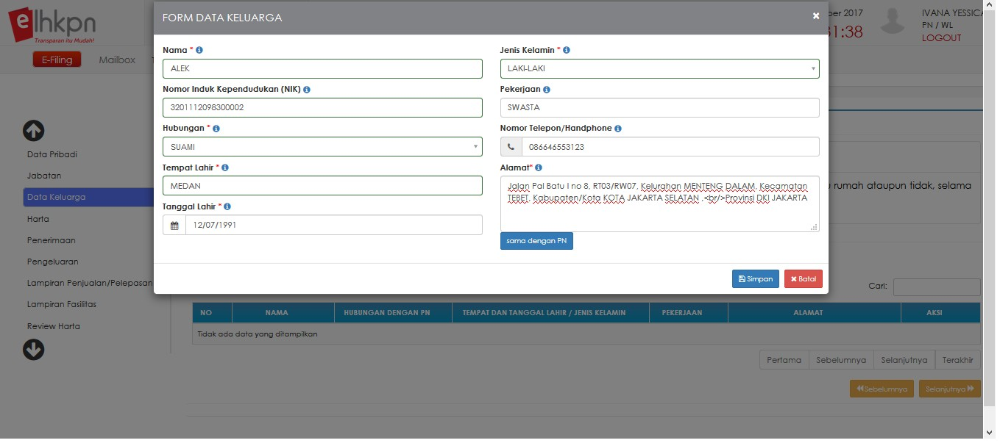 elhkpn
Transparan itu Mudah!
ber 2017
31:38
IVANA YESSICA
PN / WL
LOGOUT
E-Filing
Mailbox
FORM DATA KELUARGA
×
Nama *
ALEK
Nomor Induk Kependudukan (NIK)
3201112098300002
Hubungan *
SUAMI
Tempat Lahir *
MEDAN
Tanggal Lahir *
12/07/1991
Jenis Kelamin *
LAKI-LAKI
Pekerjaan
SWASTA
Nomor Telepon/Handphone
086646553123
Alamat*
Jalan Pal Batu I no 8, RT03/RW07, Kelurahan MENTENG DALAM, Kecamatan
TEBET, Kabupaten/Kota KOTA JAKARTA SELATAN ,<br/>Provinsi DKI JAKARTA
sama dengan PN
Simpan
Batal
Data Pribadi
Jabatan
Data Keluarga
Harta
Penerimaan
Pengeluaran
Lampiran Penjualan/Pelepasan
Lampiran Fasilitas
Review Harta
u rumah ataupun tidak, selama
Cari:
NO NAMA HUBUNGAN DENGAN PN TEMPAT DAN TANGGAL LAHIR / JENIS KELAMIN PEKERJAAN ALAMAT AKSI
Tidak ada data yang ditampilkan
Pertama Sebelumnya Selanjutnya Terakhir
Sebelumnya Selanjutnya